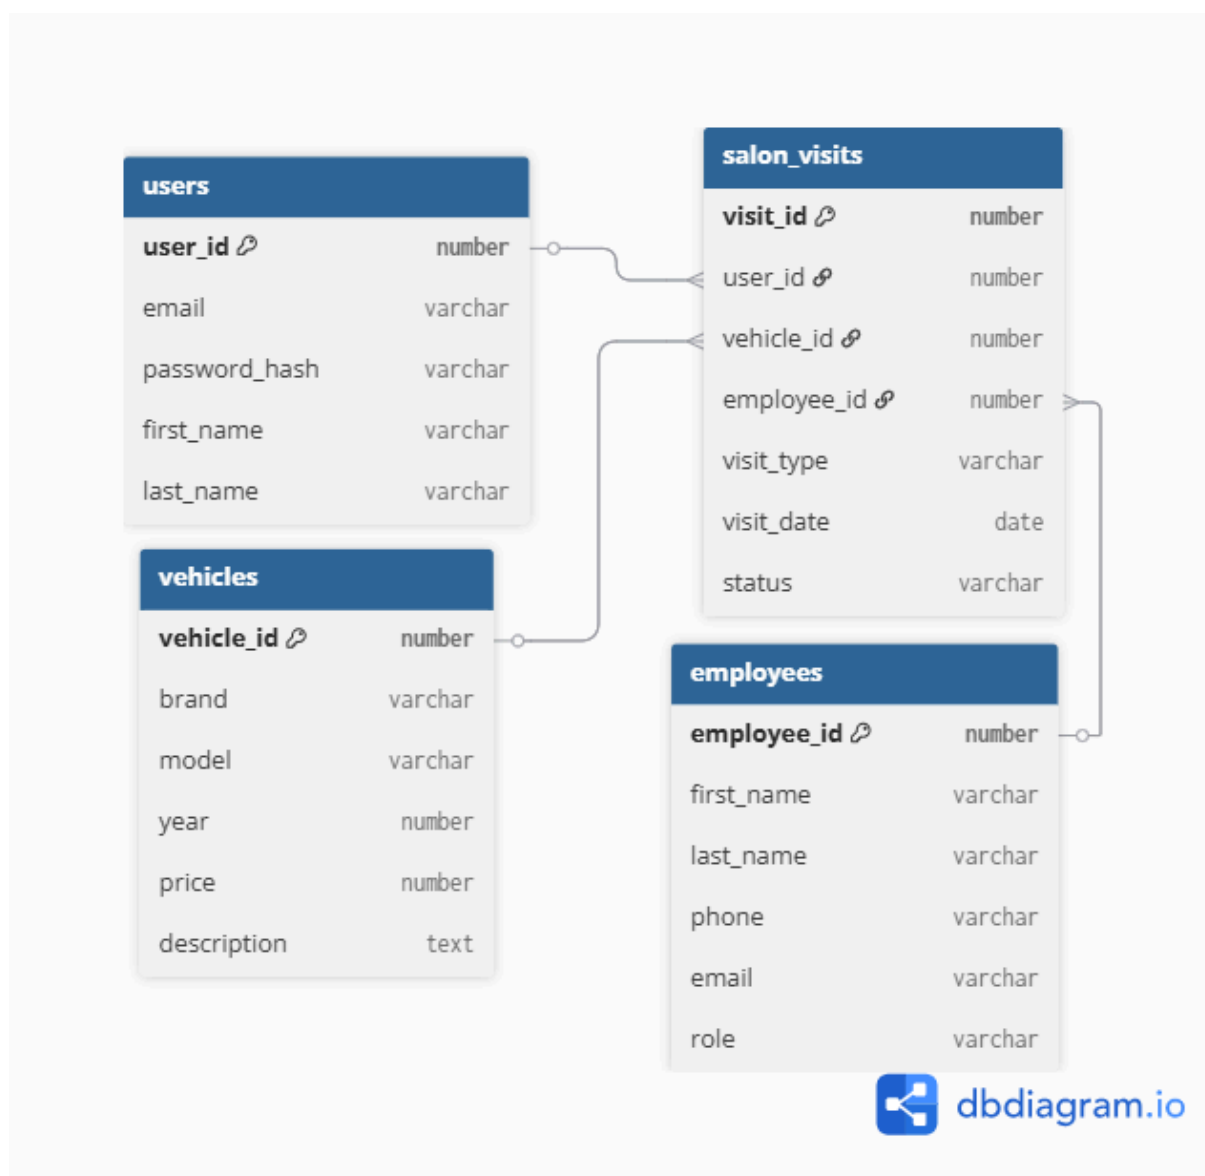 users
user_id number
email varchar
password_hash varchar
first_name varchar
last_name varchar
vehicles
vehicle_id number
brand varchar
model varchar
year number
price number
description text
salon_visits
visit_id number
user_id number
vehicle_id number
employee_id number
visit_type varchar
visit_date date
status varchar
employees
employee_id number
first_name varchar
last_name varchar
phone varchar
email varchar
role varchar
dbdiagram.io